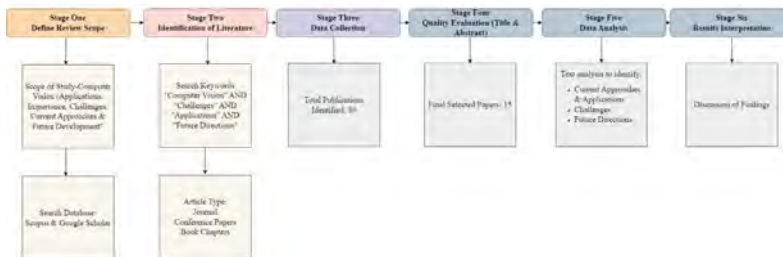 Stage One
Define Review Scope
Stage Two
Identification of Literature
Stage Three
Data Collection
Stage Four
Quality Evaluation (Title &
Abstract)
Stage Five
Data Analysis
Stage Six
Results Interpretation
Scope of Study-Computer
Vision (Applications,
Importance, Challenges,
Current Approaches &
Future Development"
Search Database:
Scopus & Google Scholar
Search Keywords
"Computer Vision" AND
"Challenges" AND
"Applications" AND
"Future Directions"
Article Type:
Journal
Conference Papers
Book Chapters
Total Publications
Identified:
Final Selected Papers: 15
Text analysis to identify:
• Current Approaches
& Applications
• Challenges
• Future Directions
Discussion of Findings